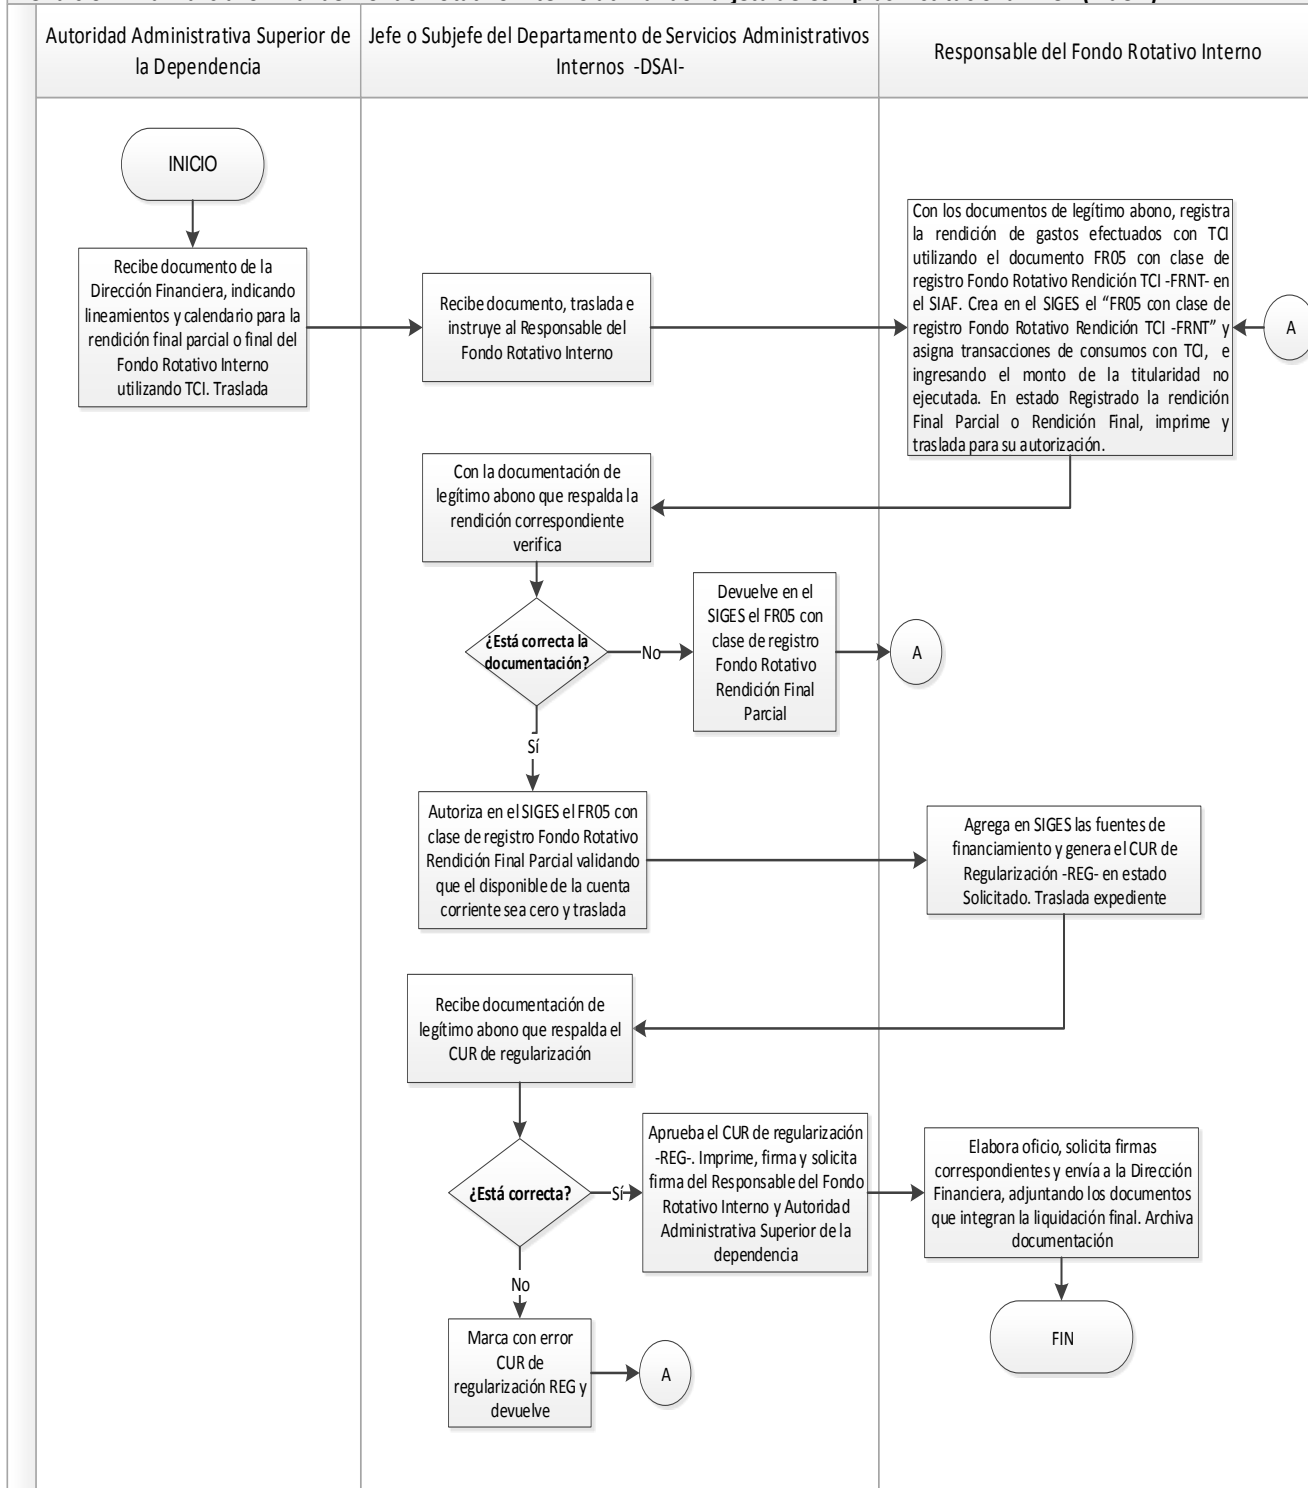 Autoridad Administrativa Superior de
la Dependencia
Jefe o Subjefe del Departamento de Servicios Administrativos
Internos -DSAI-
Responsable del Fondo Rotativo Interno
INICIO
Recibe documento de la
Dirección Financiera, indicando
lineamientos y calendario para la
rendición final parcial o final del
Fondo Rotativo Interno
utilizando TCI. Traslada
Recibe documento, traslada e
instruye al Responsable del
Fondo Rotativo Interno
Con los documentos de legítimo abono, registra
la rendición de gastos efectuados con TCI
utilizando el documento FR05 con clase de
registro Fondo Rotativo Rendición TCI -FRNT- en
el SIAF. Crea en el SIGES el “FR05 con clase de
registro Fondo Rotativo Rendición TCI -FRNT” y
asigna transacciones de consumos con TCI, e
ingresando el monto de la titularidad no
ejecutada. En estado Registrado la rendición
Final Parcial o Rendición Final, imprime y
traslada para su autorización.
A
Con la documentación de
legítimo abono que respalda la
rendición correspondiente
verifica
¿Está correcta la
documentación?
No
Devuelve en el
SIGES el FR05 con
clase de registro
Fondo Rotativo
Rendición Final
Parcial
A
Sí
Autoriza en el SIGES el FR05 con
clase de registro Fondo Rotativo
Rendición Final Parcial validando
que el disponible de la cuenta
corriente sea cero y traslada
Agrega en SIGES las fuentes de
financiamiento y genera el CUR de
Regularización -REG- en estado
Solicitado. Traslada expediente
Recibe documentación de
legítimo abono que respalda el
CUR de regularización
¿Está correcta?
Sí
Aprueba el CUR de regularización
-REG-. Imprime, firma y solicita
firma del Responsable del Fondo
Rotativo Interno y Autoridad
Administrativa Superior de la
dependencia
Elabora oficio, solicita firmas
correspondientes y envía a la Dirección
Financiera, adjuntando los documentos
que integran la liquidación final. Archiva
documentación
No
Marca con error
CUR de
regularización REG y
devuelve
A
FIN